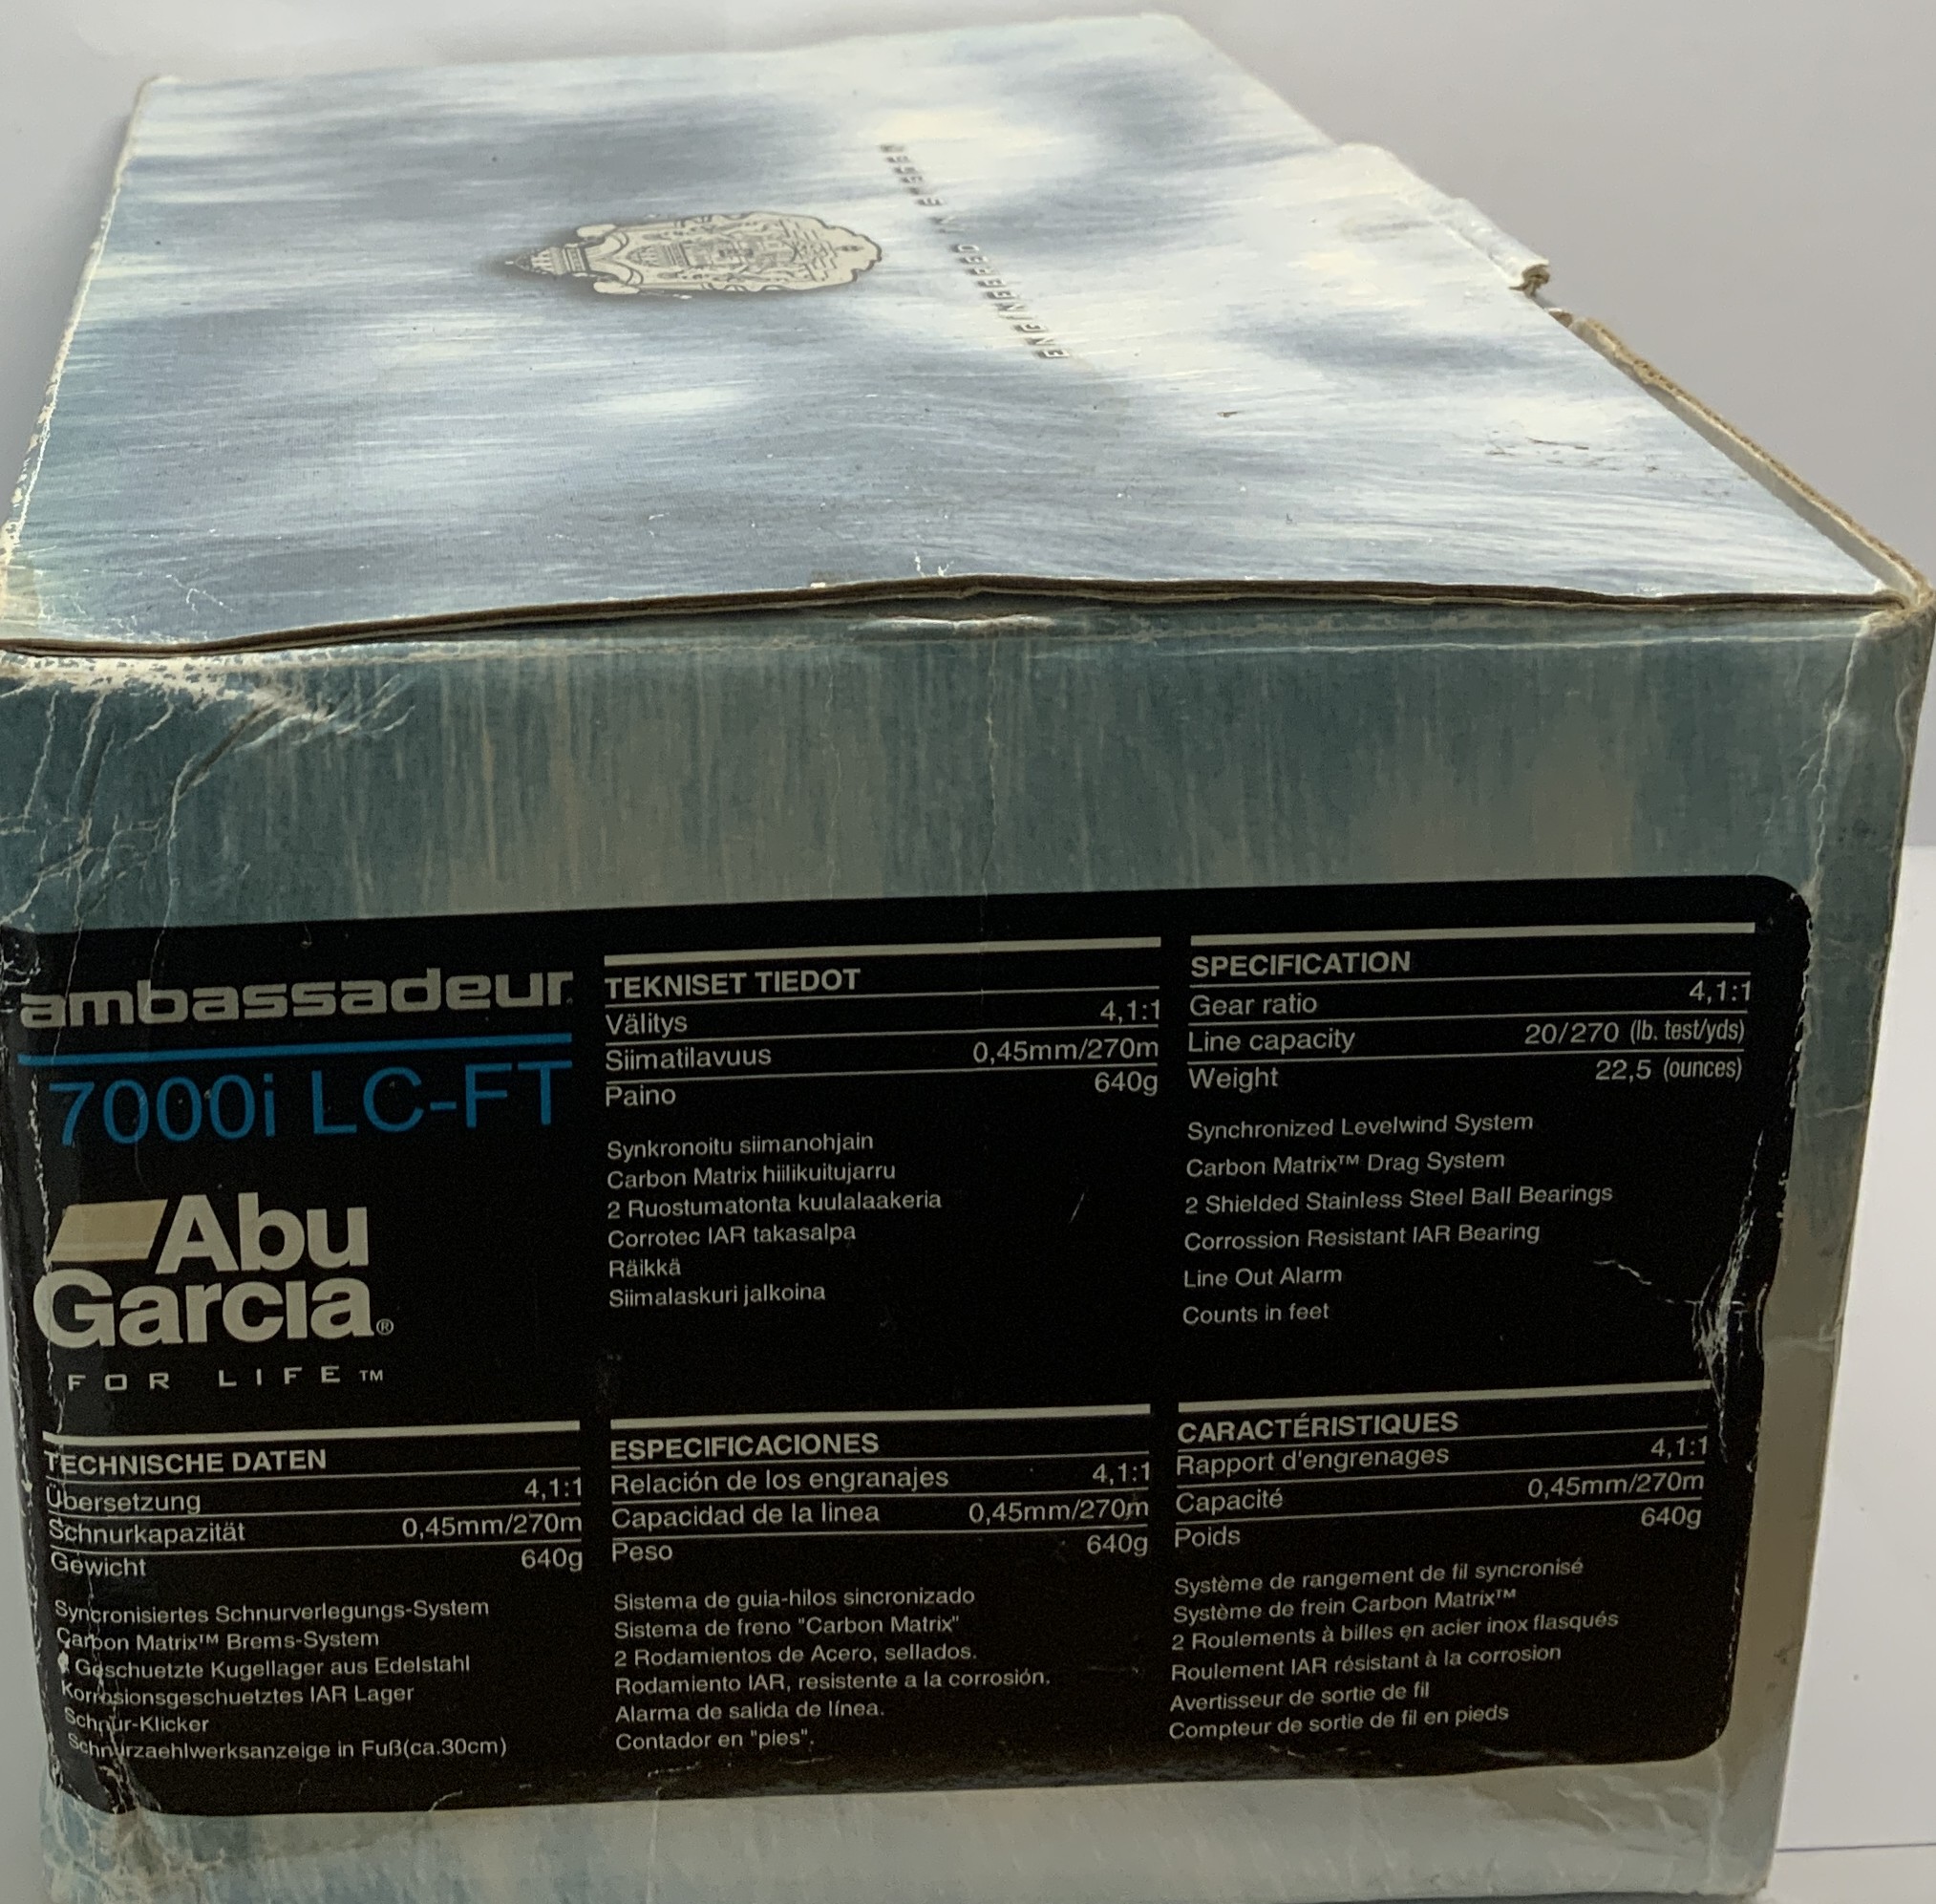 ENGINEERED IN SWEDEN
ambassadeur
7000i LC-FT
Abu
Garcia®
FOR LIFE™
TEKNISET TIEDOT
Välitys 4,1:1
Siimatilavuus 0,45mm/270m
Paino 640g
Synkronoitu siimanohjain
Carbon Matrix hiilikuitujarru
2 Ruostumatonta kuulalaakeria
Corrotec IAR takasalpa
Räikkä
Siimalaskuri jalkoina
SPECIFICATION
Gear ratio 4,1:1
Line capacity 20/270 (lb. test/yds)
Weight 22,5 (ounces)
Synchronized Levelwind System
Carbon Matrix™ Drag System
2 Shielded Stainless Steel Ball Bearings
Corrossion Resistant IAR Bearing
Line Out Alarm
Counts in feet
TECHNISCHE DATEN
Übersetzung 4,1:1
Schnurkapazität 0,45mm/270m
Gewicht 640g
Syncronisiertes Schnurverlegungs-System
Carbon Matrix™ Brems-System
Geschuetzte Kugellager aus Edelstahl
Korrosionsgeschuetztes IAR Lager
Schnur-Klicker
Schnurzaehlwerksanzeige in Fuß(ca.30cm)
ESPECIFICACIONES
Relación de los engranajes 4,1:1
Capacidad de la linea 0,45mm/270m
Peso 640g
Sistema de guia-hilos sincronizado
Sistema de freno "Carbon Matrix"
2 Rodamientos de Acero, sellados.
Rodamiento IAR, resistente a la corrosión.
Alarma de salida de línea.
Contador en "pies".
CARACTÉRISTIQUES
Rapport d'engrenages 4,1:1
Capacité 0,45mm/270m
Poids 640g
Système de rangement de fil syncronisé
Système de frein Carbon Matrix™
2 Roulements à billes en acier inox flasqués
Roulement IAR résistant à la corrosion
Avertisseur de sortie de fil
Compteur de sortie de fil en pieds